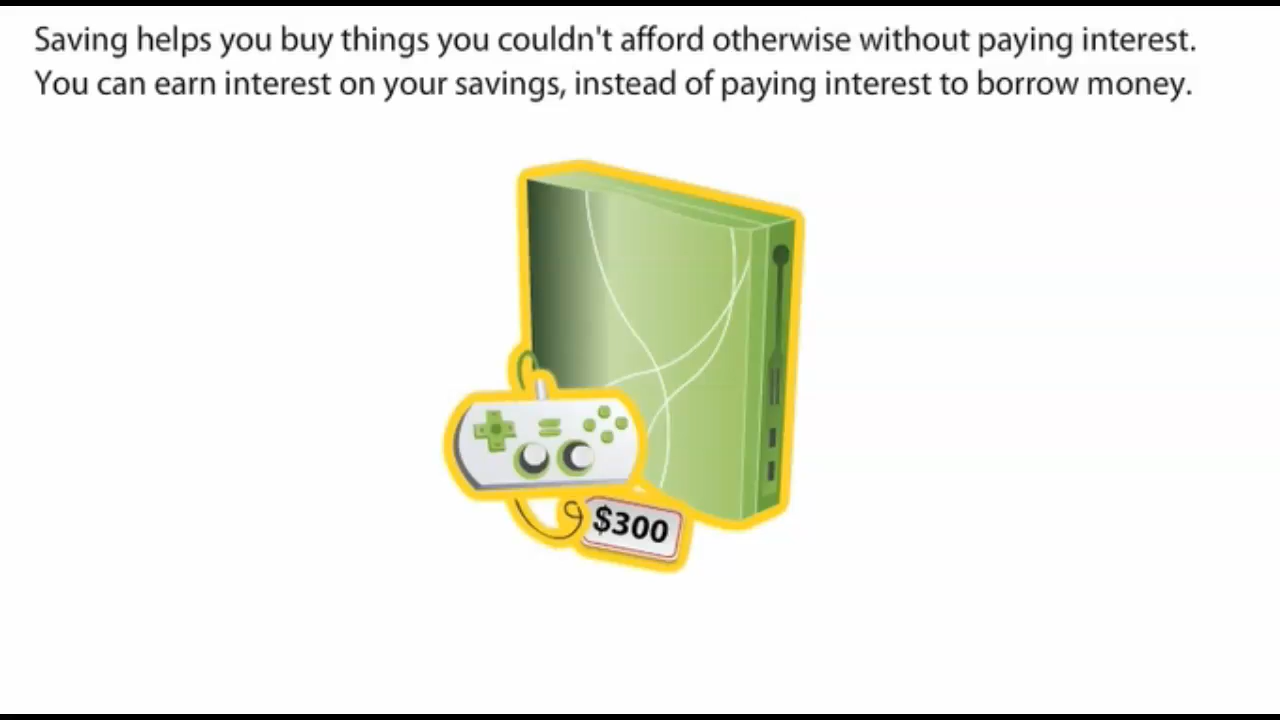 Saving helps you buy things you couldn't afford otherwise without paying interest.
You can earn interest on your savings, instead of paying interest to borrow money.
$300